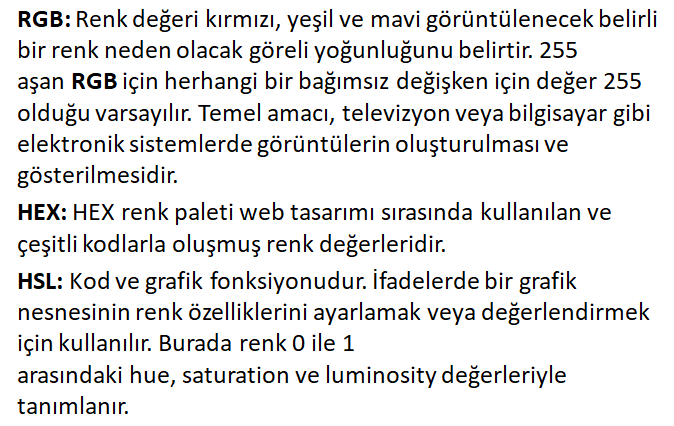 RGB: Renk değeri kırmızı, yeşil ve mavi görüntülenecek belirli
bir renk neden olacak göreli yoğunluğunu belirtir. 255
aşan RGB için herhangi bir bağımsız değişken için değer 255
olduğu varsayılır. Temel amacı, televizyon veya bilgisayar gibi
elektronik sistemlerde görüntülerin oluşturulması ve
gösterilmesidir.
HEX: HEX renk paleti web tasarımı sırasında kullanılan ve
çeşitli kodlarla oluşmuş renk değerleridir.
HSL: Kod ve grafik fonksiyonudur. İfadelerde bir grafik
nesnesinin renk özelliklerini ayarlamak veya değerlendirmek
için kullanılır. Burada renk 0 ile 1
arasındaki hue, saturation ve luminosity değerleriyle
tanımlanır.